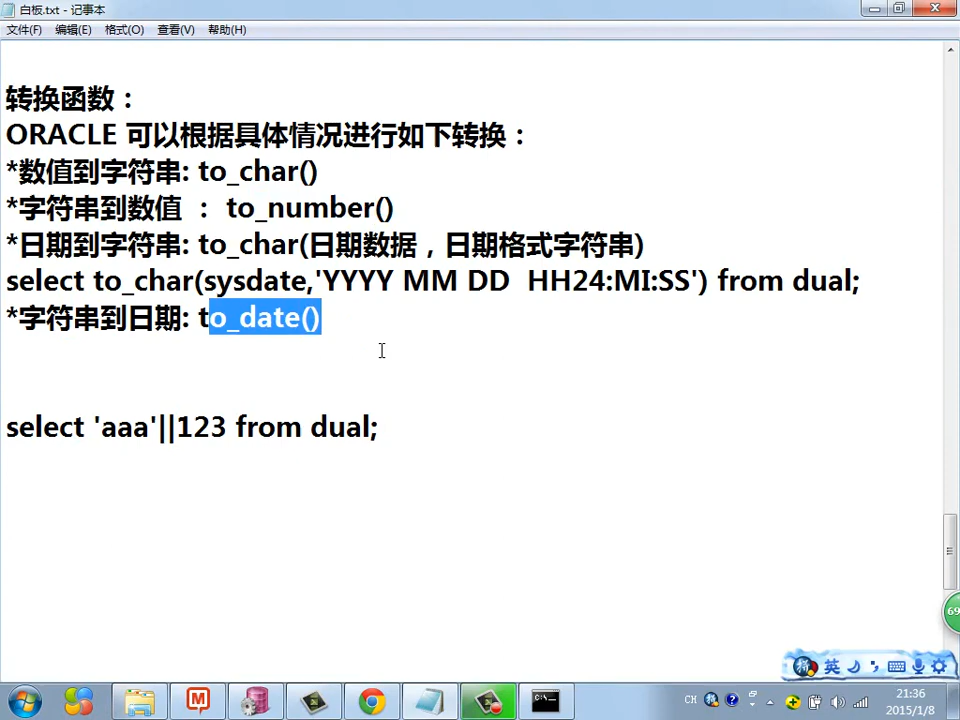 白板.txt - 记事本
文件(F) 编辑(E) 格式(O) 查看(V) 帮助(H)
转换函数：
ORACLE 可以根据具体情况进行如下转换：
*数值到字符串: to_char()
*字符串到数值 ： to_number()
*日期到字符串: to_char(日期数据，日期格式字符串)
select to_char(sysdate,'YYYY MM DD  HH24:MI:SS') from dual;
*字符串到日期: to_date()
select 'aaa'||123 from dual;
69
英
CH
21:36
2015/1/8